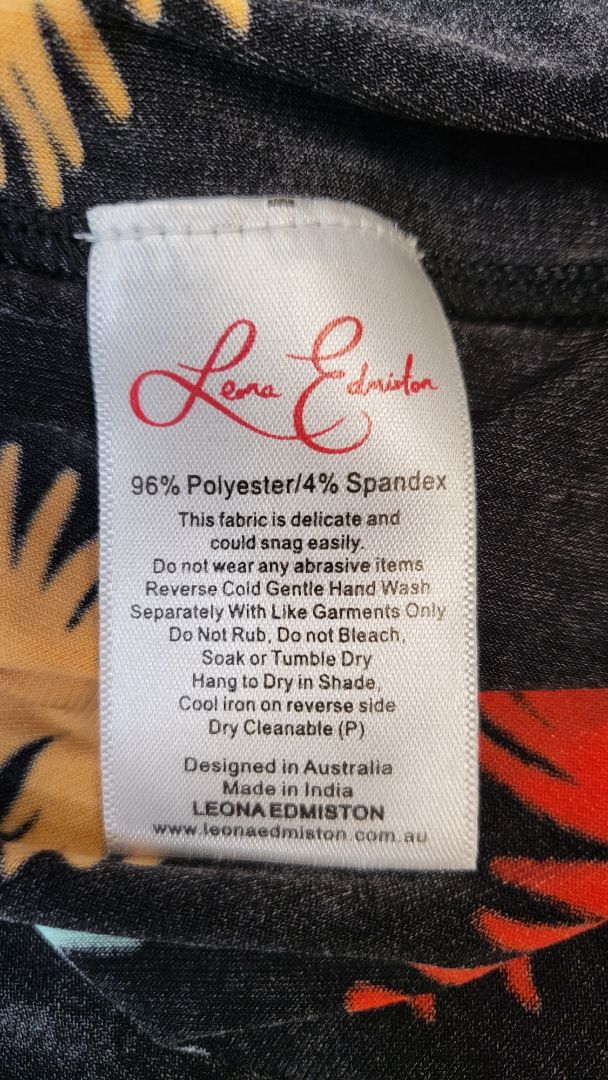 Leona Edmiston
96% Polyester/4% Spandex
This fabric is delicate and
could snag easily.
Do not wear any abrasive items
Reverse Cold Gentle Hand Wash
Separately With Like Garments Only
Do Not Rub, Do not Bleach,
Soak or Tumble Dry
Hang to Dry in Shade,
Cool iron on reverse side
Dry Cleanable (P)
Designed in Australia
Made in India
LEONA EDMISTON
www.leonaedmiston.com.au